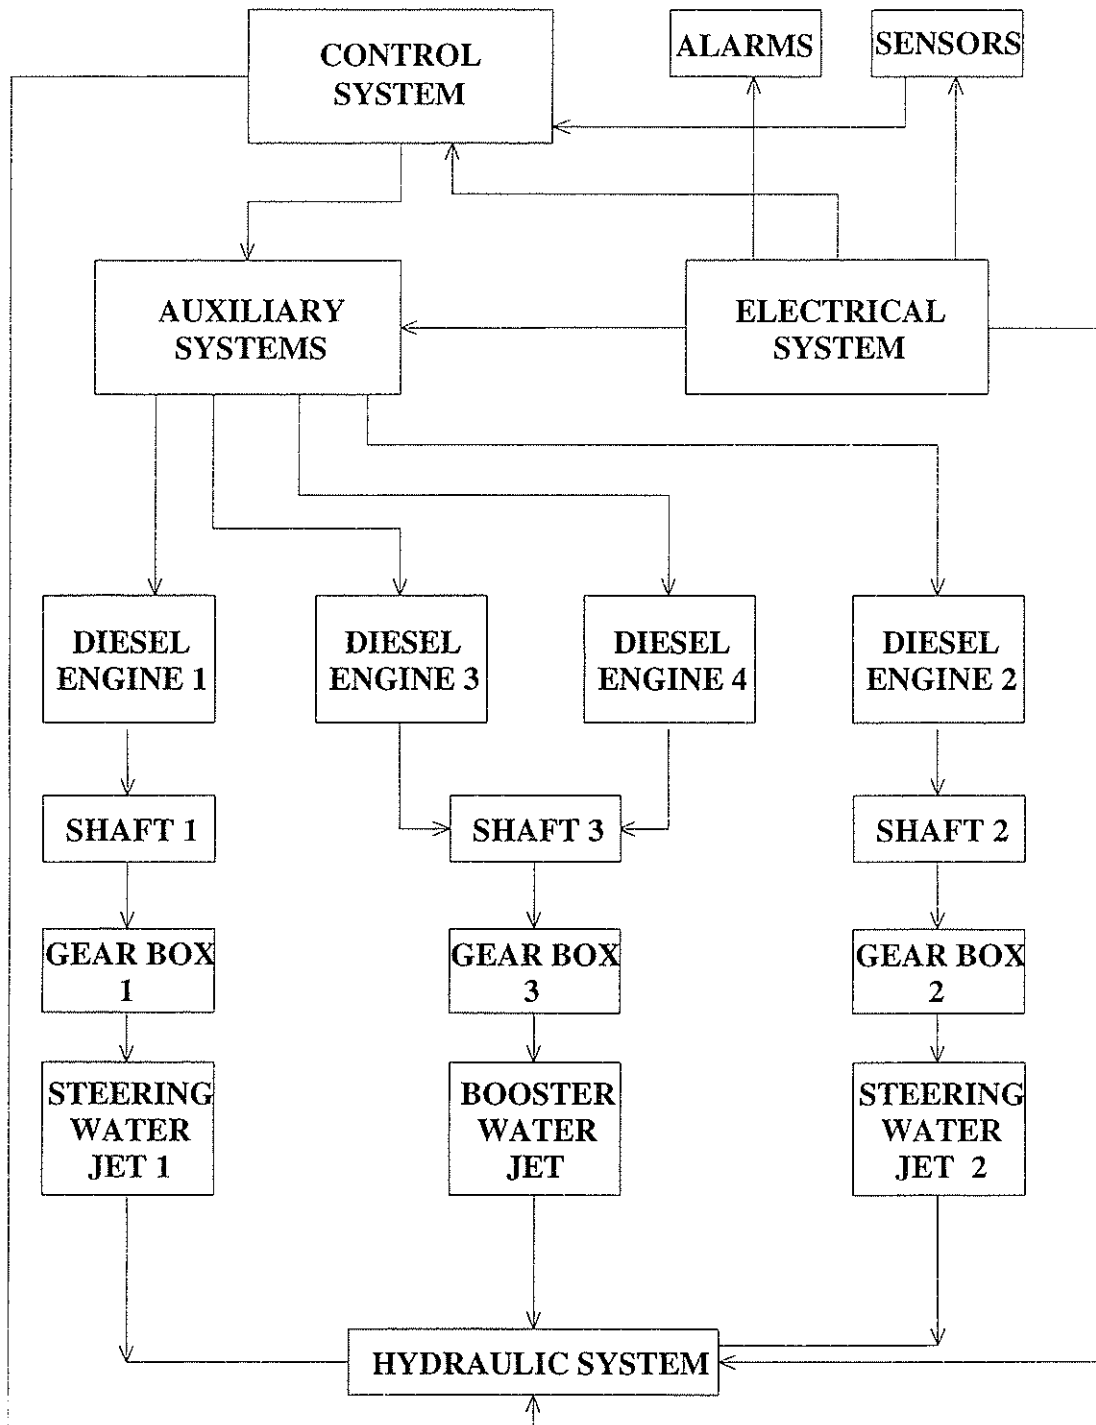 CONTROL
SYSTEM
ALARMS
SENSORS
AUXILIARY
SYSTEMS
ELECTRICAL
SYSTEM
DIESEL
ENGINE 1
DIESEL
ENGINE 3
DIESEL
ENGINE 4
DIESEL
ENGINE 2
SHAFT 1
SHAFT 3
SHAFT 2
GEAR BOX
1
GEAR BOX
3
GEAR BOX
2
STEERING
WATER
JET 1
BOOSTER
WATER
JET
STEERING
WATER
JET 2
HYDRAULIC SYSTEM